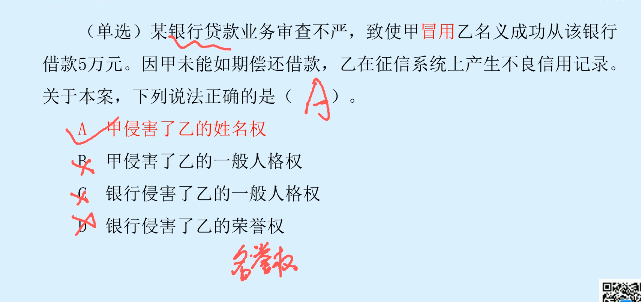 （单选）某银行贷款业务审查不严，致使甲冒用乙名义成功从该银行
借款5万元。因甲未能如期偿还借款，乙在征信系统上产生不良信用记录。
关于本案，下列说法正确的是（ A ）。
A 甲侵害了乙的姓名权
B 甲侵害了乙的一般人格权
C 银行侵害了乙的一般人格权
D 银行侵害了乙的荣誉权
名誉权